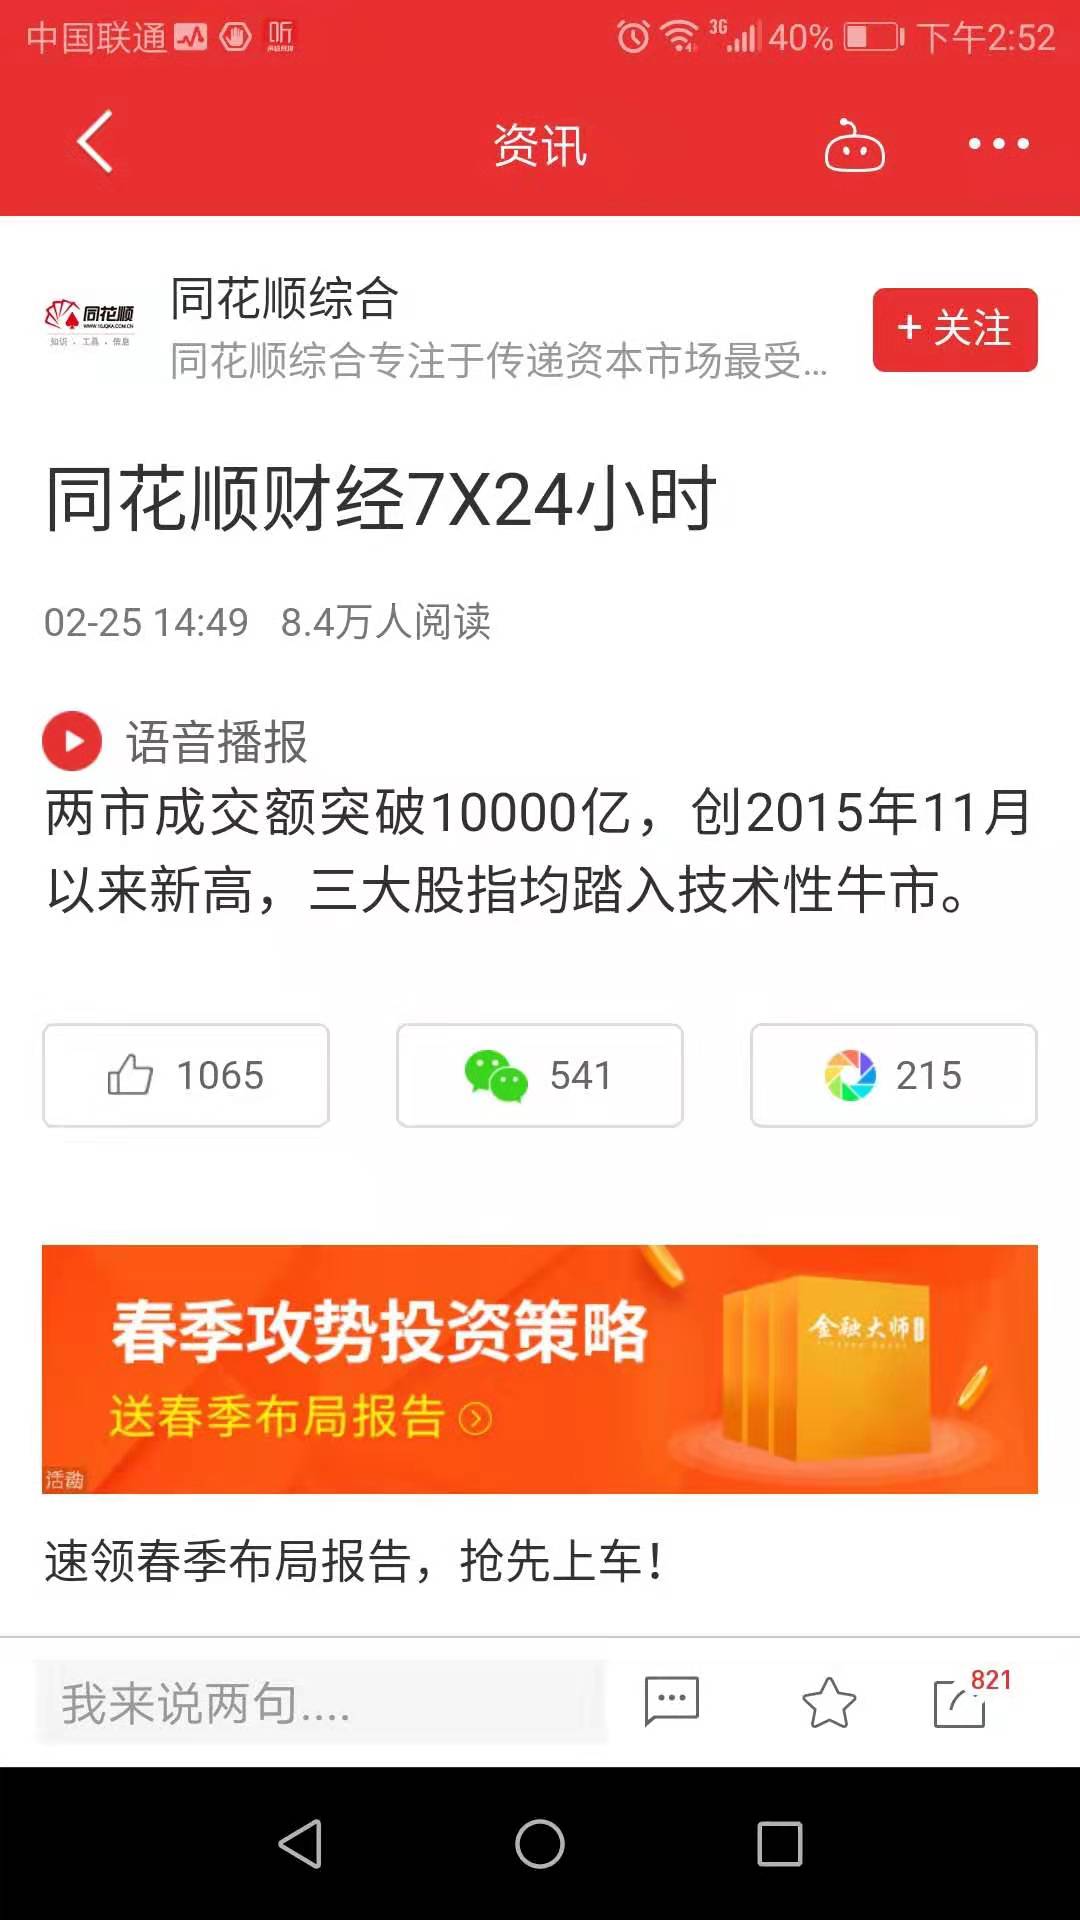 中国联通
听
3G 40% 下午2:52
资讯
同花顺综合
同花顺
知识 . 工具 . 信息
同花顺综合专注于传递资本市场最受...
+ 关注
同花顺财经7X24小时
02-25 14:49 8.4万人阅读
语音播报
两市成交额突破10000亿，创2015年11月
以来新高，三大股指均踏入技术性牛市。
1065
541
215
春季攻势投资策略
送春季布局报告
金融大师
活动
速领春季布局报告，抢先上车！
我来说两句....
821